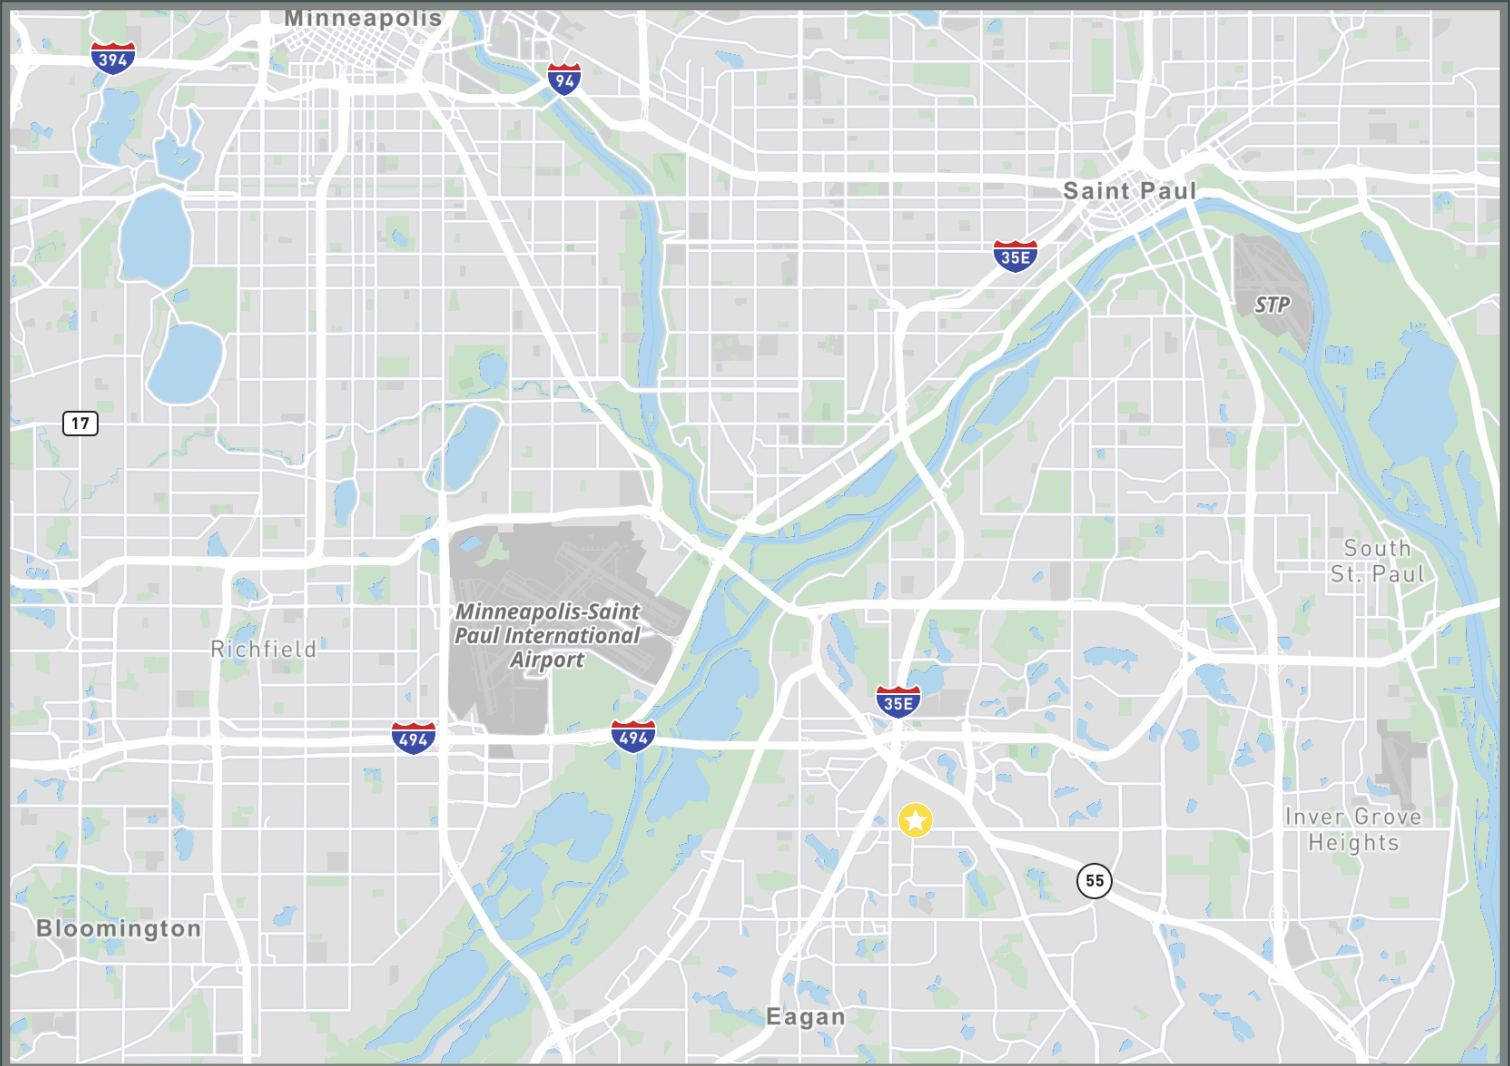 Minneapolis
394
94
Saint Paul
35E
STP
17
South
St. Paul
Minneapolis-Saint
Paul International
Airport
Richfield
35E
494
494
Inver Grove
Heights
55
Bloomington
Eagan